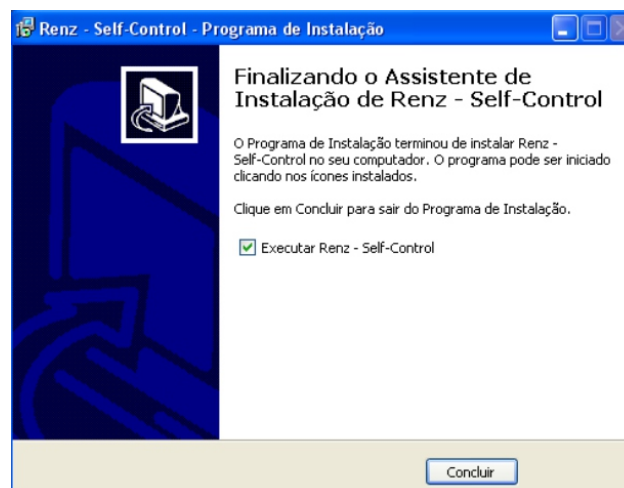 Renz - Self-Control - Programa de Instalação
Finalizando o Assistente de
Instalação de Renz - Self-Control
O Programa de Instalação terminou de instalar Renz -
Self-Control no seu computador. O programa pode ser iniciado
clicando nos ícones instalados.
Clique em Concluir para sair do Programa de Instalação.
Executar Renz - Self-Control
Concluir